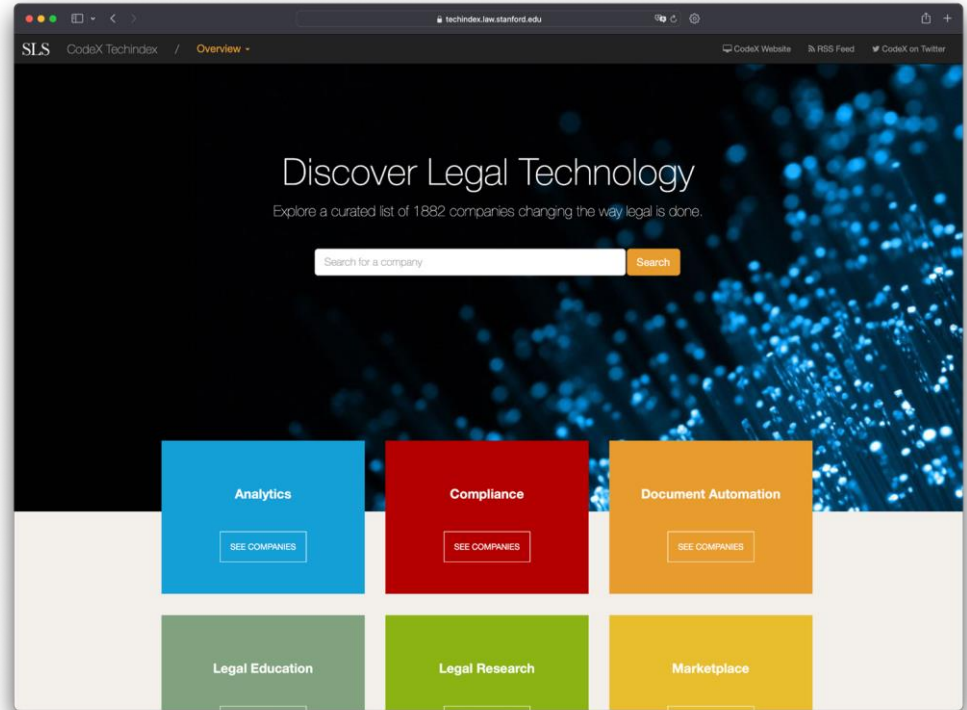 techindex.law.stanford.edu
SLS CodeX Techindex / Overview CodeX Website RSS Feed CodeX on Twitter
Discover Legal Technology
Explore a curated list of 1882 companies changing the way legal is done.
Search for a company Search
Analytics Compliance Document Automation
SEE COMPANIES SEE COMPANIES SEE COMPANIES
Legal Education Legal Research Marketplace